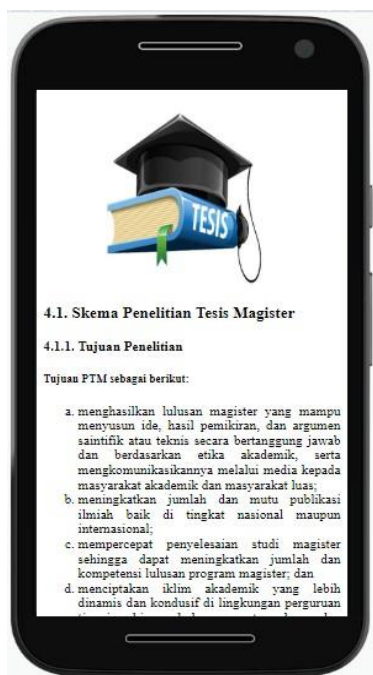 TESIS
4.1. Skema Penelitian Tesis Magister
4.1.1. Tujuan Penelitian
Tujuan PTM sebagai berikut:
a. menghasilkan lulusan magister yang mampu
menyusun ide, hasil pemikiran, dan argumen
saintifik atau teknis secara bertanggung jawab
dan berdasarkan etika akademik, serta
mengkomunikasikannya melalui media kepada
masyarakat akademik dan masyarakat luas;
b. meningkatkan jumlah dan mutu publikasi
ilmiah baik di tingkat nasional maupun
internasional;
c. mempercepat penyelesaian studi magister
sehingga dapat meningkatkan jumlah dan
kompetensi lulusan program magister; dan
d. menciptakan iklim akademik yang lebih
dinamis dan kondusif di lingkungan perguruan